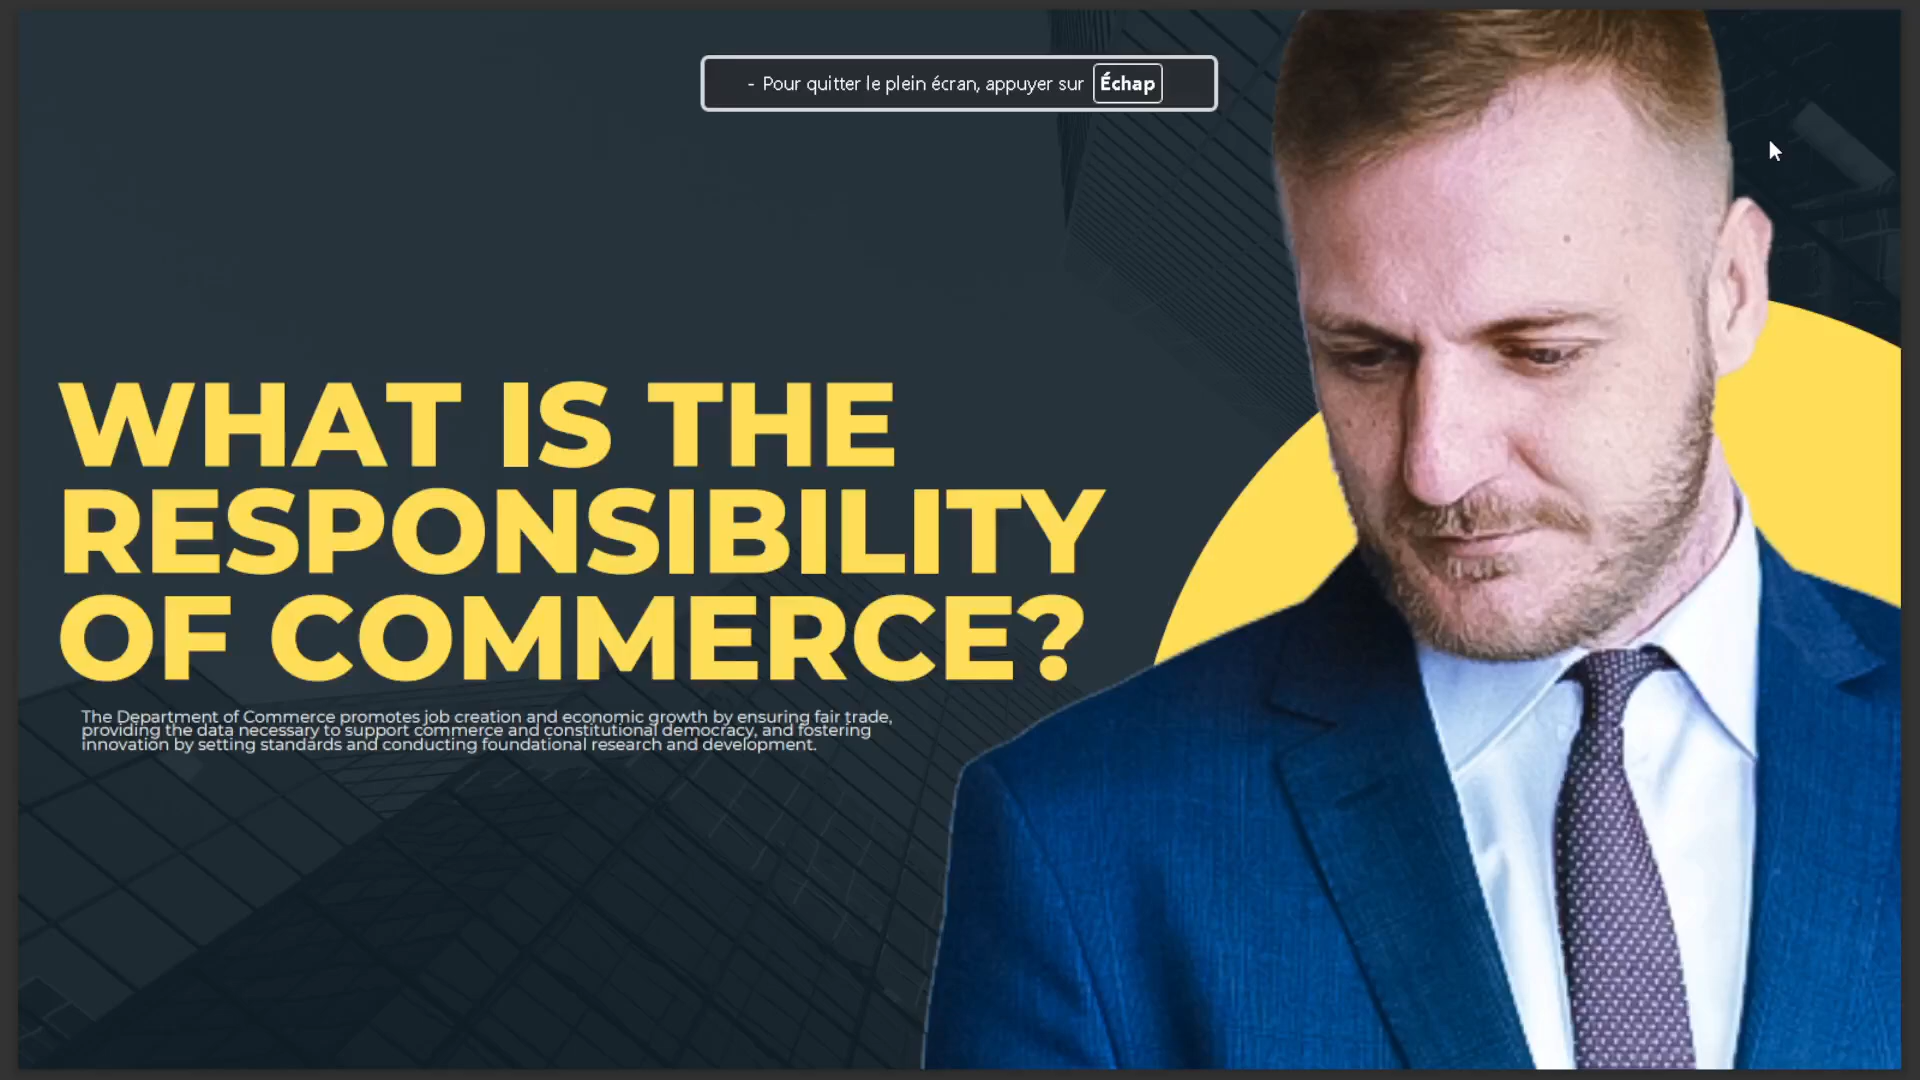 - Pour quitter le plein écran, appuyer sur Échap
WHAT IS THE
RESPONSIBILITY
OF COMMERCE?
The Department of Commerce promotes job creation and economic growth by ensuring fair trade,
providing the data necessary to support commerce and constitutional democracy, and fostering
innovation by setting standards and conducting foundational research and development.